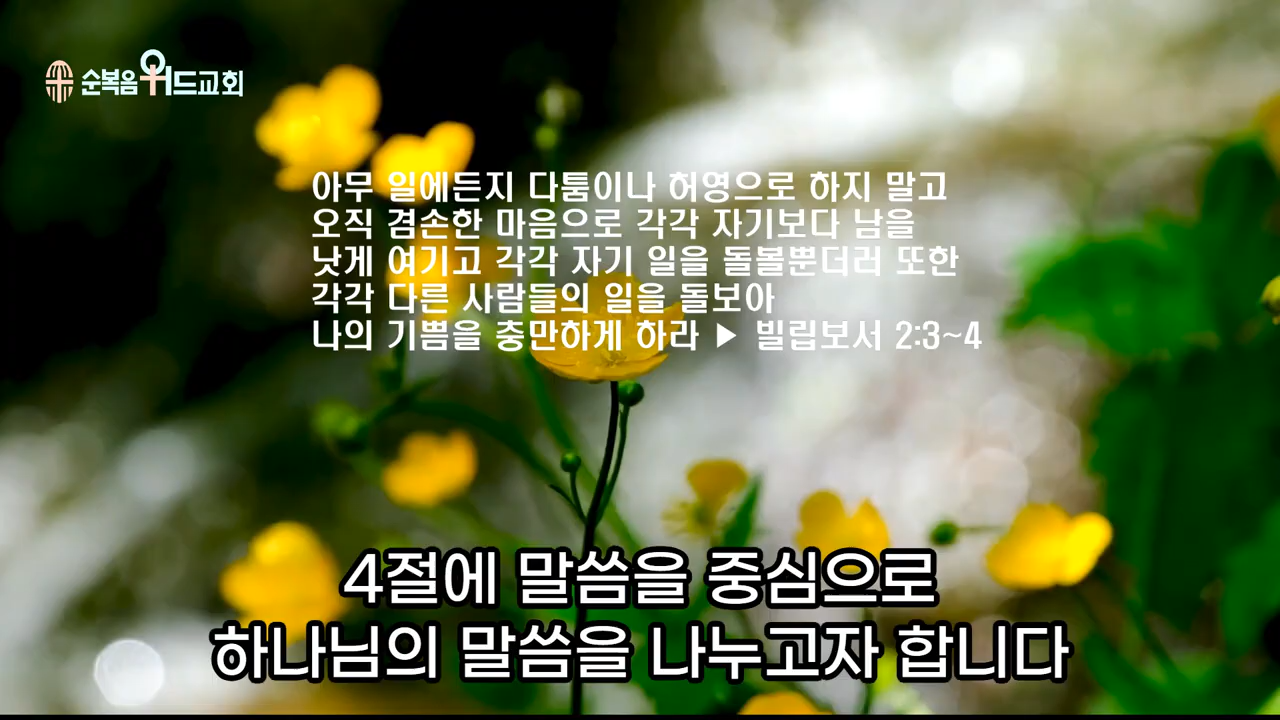 순복음워드교회
아무 일에든지 다툼이나 허영으로 하지 말고
오직 겸손한 마음으로 각각 자기보다 남을
낫게 여기고 각각 자기 일을 돌볼뿐더러 또한
각각 다른 사람들의 일을 돌보아
나의 기쁨을 충만하게 하라 ▶ 빌립보서 2:3~4
4절에 말씀을 중심으로
하나님의 말씀을 나누고자 합니다